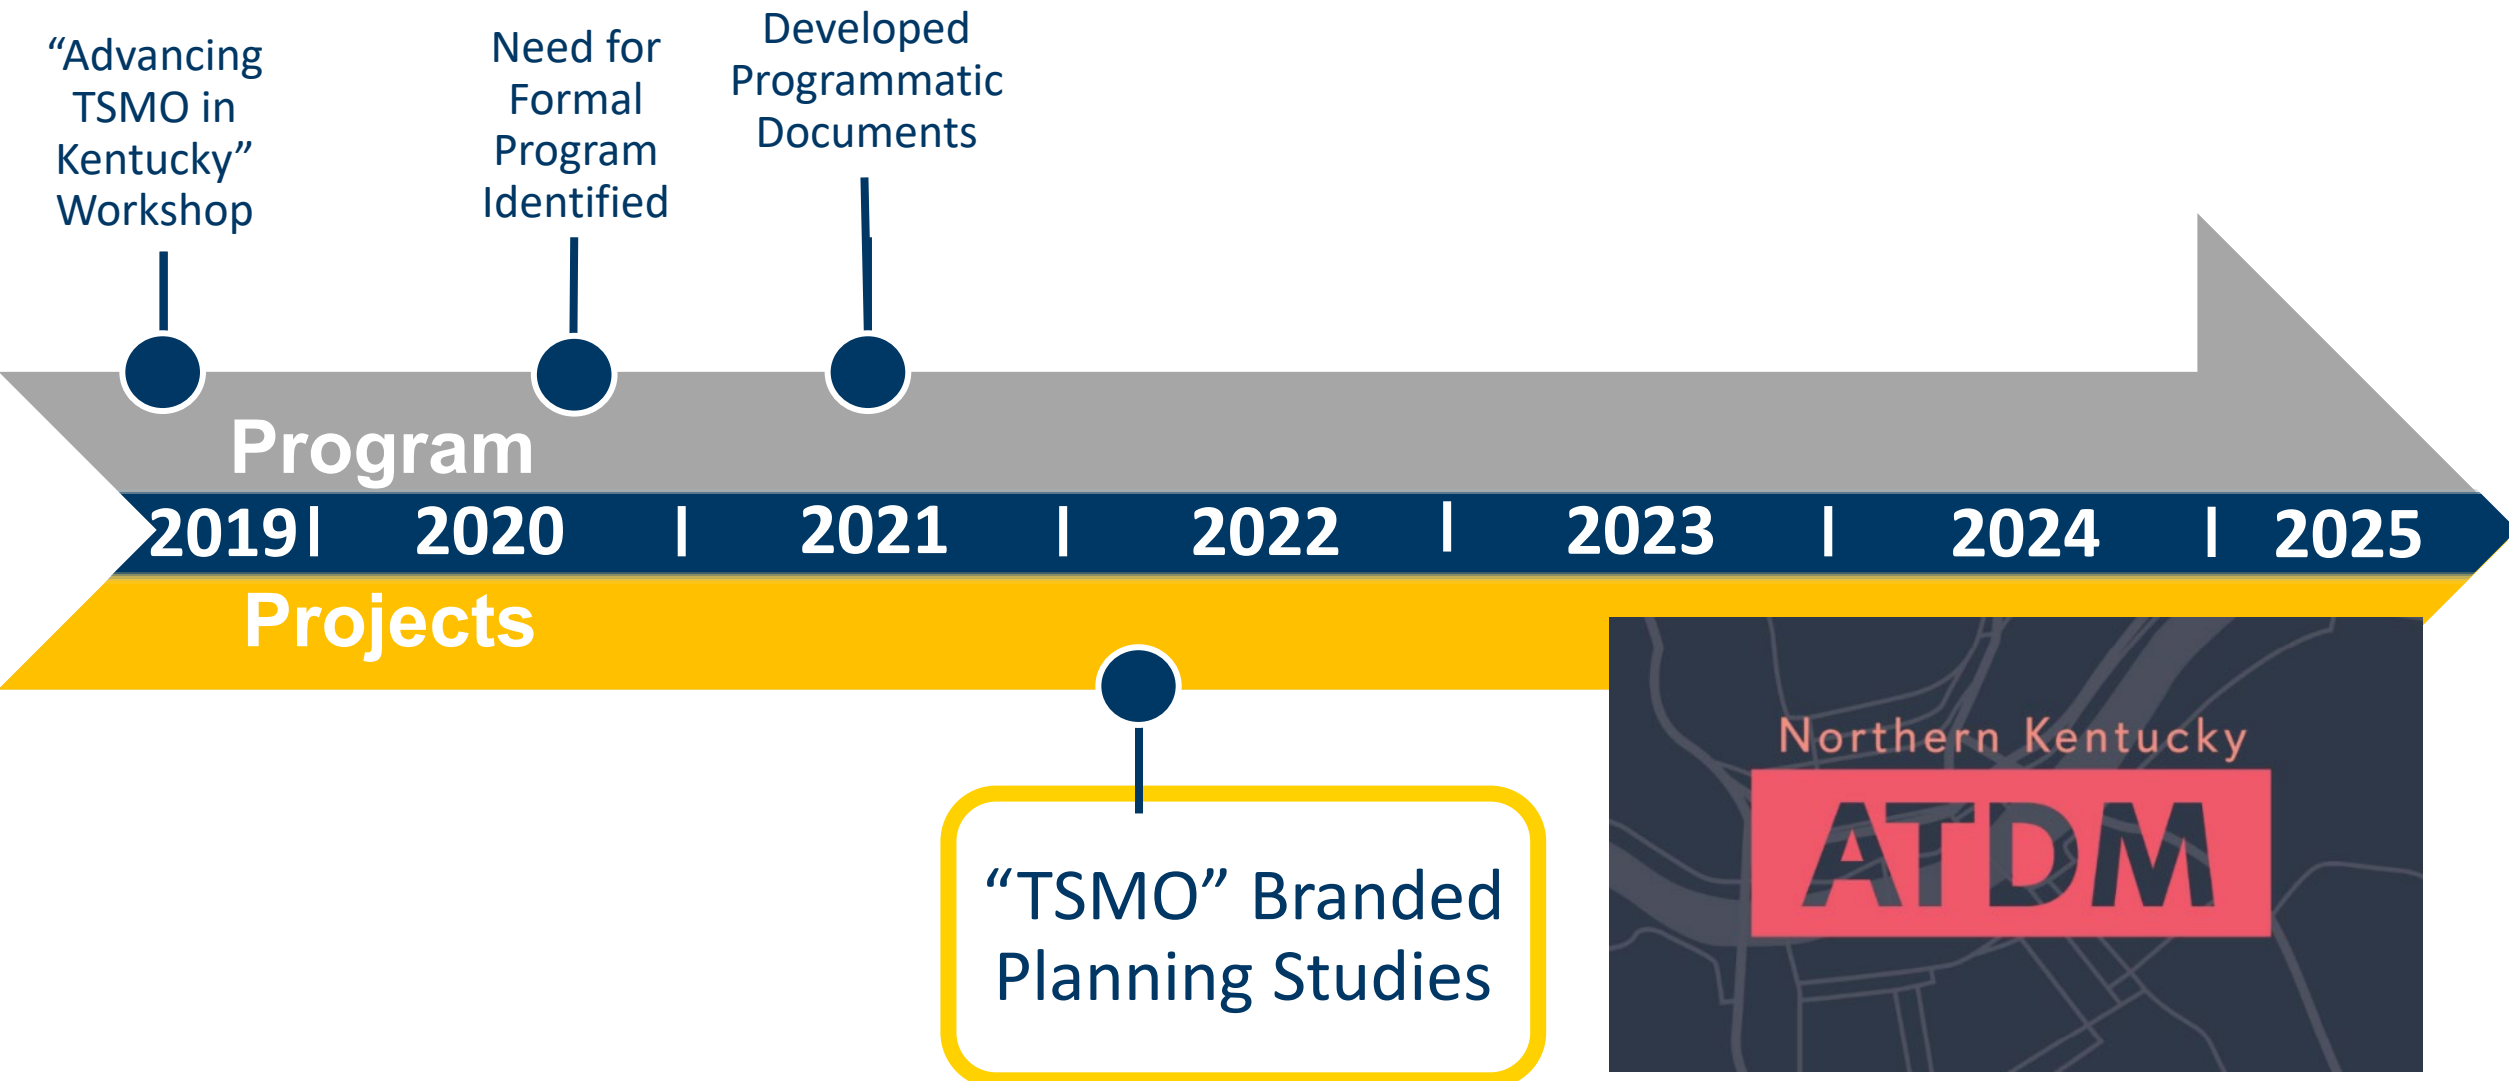 “Advancing
TSMO in
Kentucky”
Workshop
Need for
Formal
Program
Identified
Developed
Programmatic
Documents
Program
2019 | 2020 | 2021 | 2022 | 2023 | 2024 | 2025
Projects
“TSMO” Branded
Planning Studies
Northern Kentucky
ATDM